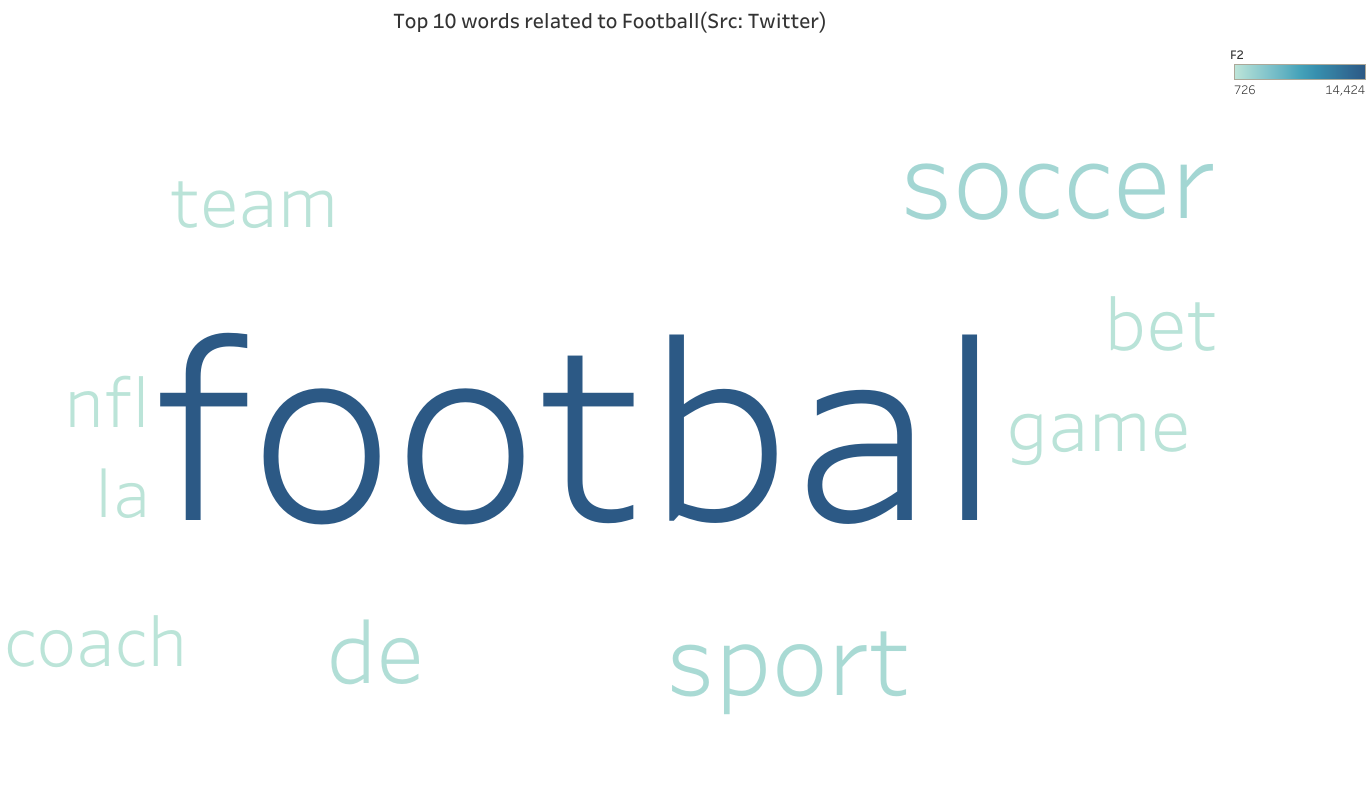 Top 10 words related to Football(Src: Twitter)
F2
726 14,424
soccer
team
bet
nfl
footbal
game
la
coach
de
sport